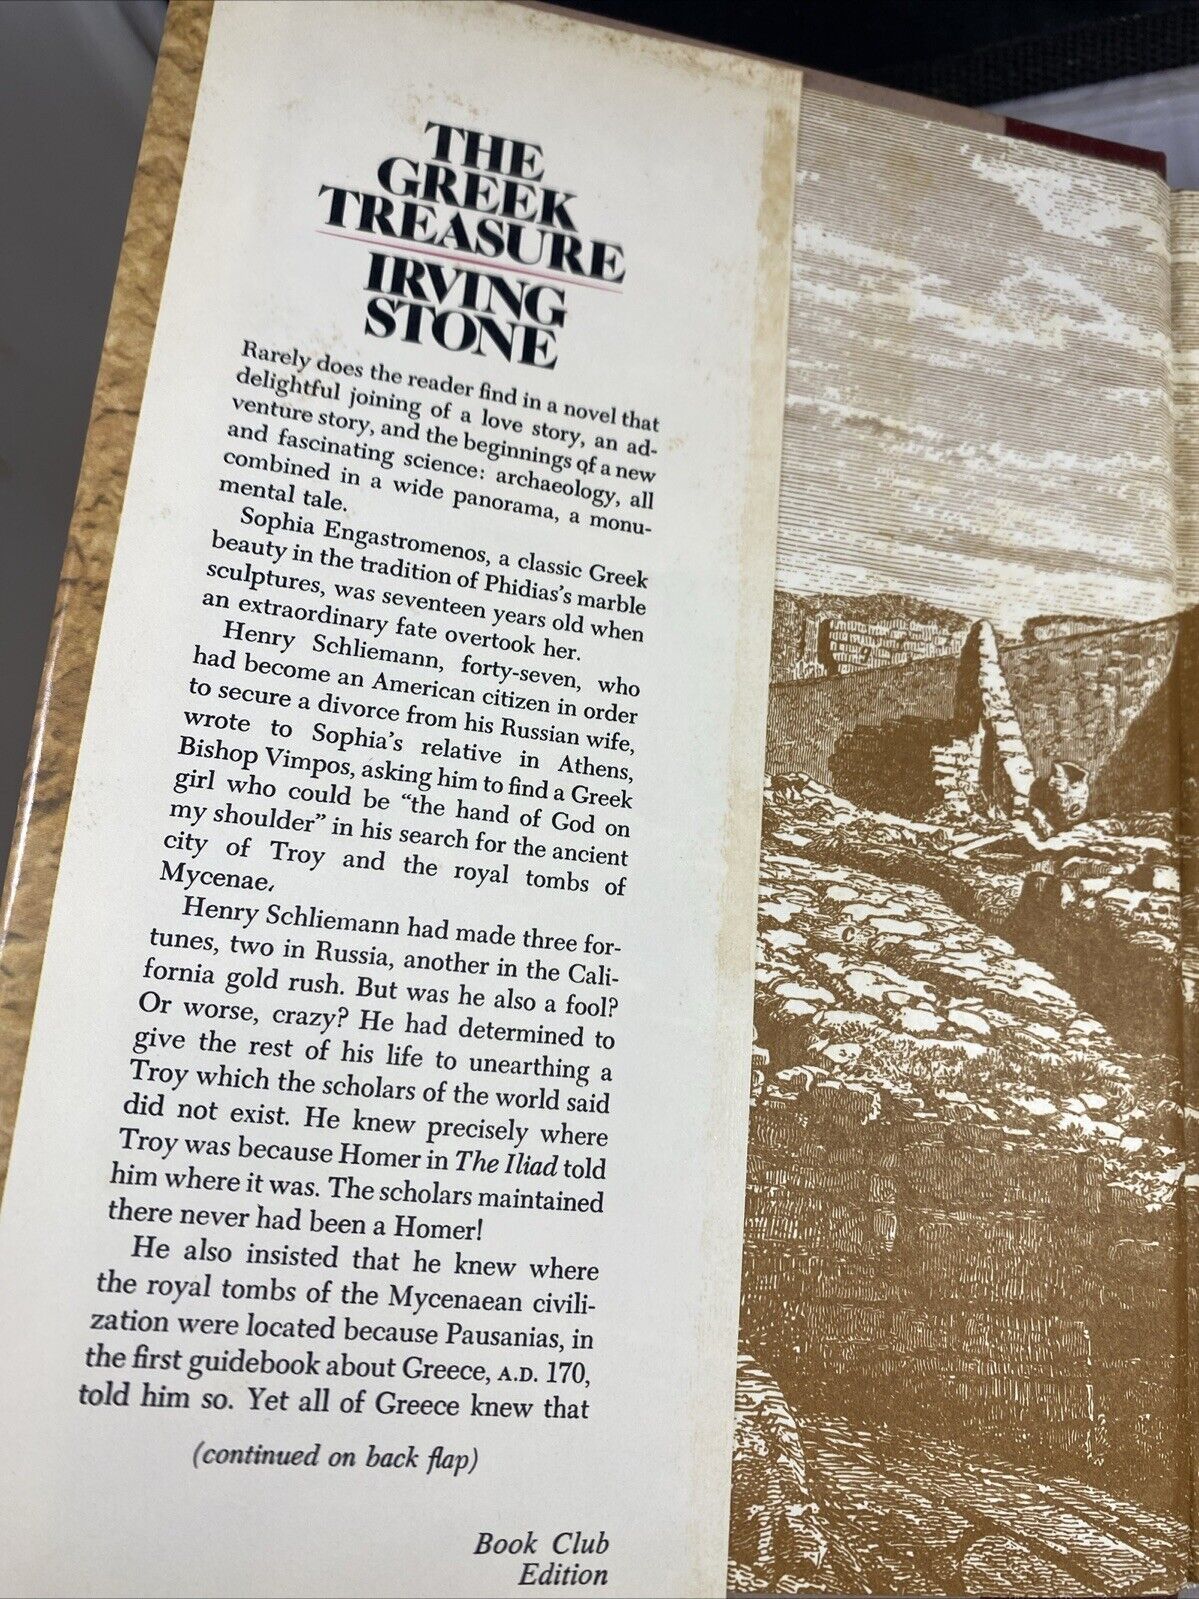 THE
GREEK
TREASURE
IRVING
STONE
Rarely does the reader find in a novel that
delightful joining of a love story, an ad-
venture story, and the beginnings of a new
and fascinating science: archaeology, all
combined in a wide panorama, a monu-
mental tale.
Sophia Engastromenos, a classic Greek
beauty in the tradition of Phidias's marble
sculptures, was seventeen years old when
an extraordinary fate overtook her.
Henry Schliemann, forty-seven, who
had become an American citizen in order
to secure a divorce from his Russian wife,
wrote to Sophia's relative in Athens,
Bishop Vimpos, asking him to find a Greek
girl who could be "the hand of God on
my shoulder" in his search for the ancient
city of Troy and the royal tombs of
Mycenae.
Henry Schliemann had made three for-
tunes, two in Russia, another in the Cali-
fornia gold rush. But was he also a fool?
Or worse, crazy? He had determined to
give the rest of his life to unearthing a
Troy which the scholars of the world said
did not exist. He knew precisely where
Troy was because Homer in The Iliad told
him where it was. The scholars maintained
there never had been a Homer!
He also insisted that he knew where
the royal tombs of the Mycenaean civili-
zation were located because Pausanias, in
the first guidebook about Greece, A.D. 170,
told him so. Yet all of Greece knew that
(continued on back flap)
Book Club
Edition